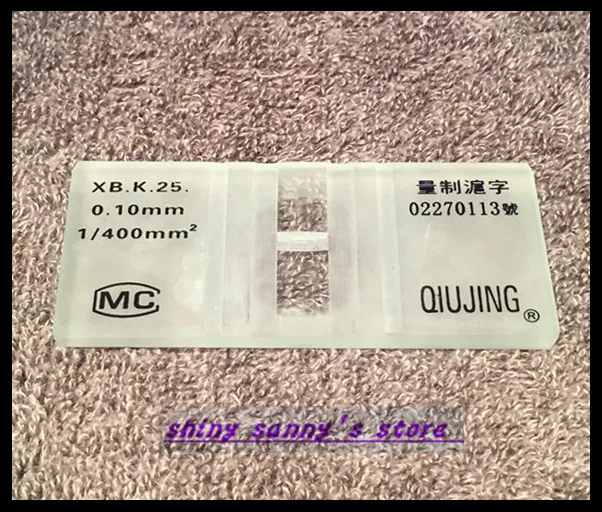 XB.K.25.
0.10mm
1/400mm²
MC
量制滬字
02270113號
QIUJING®
shiny sanny's store